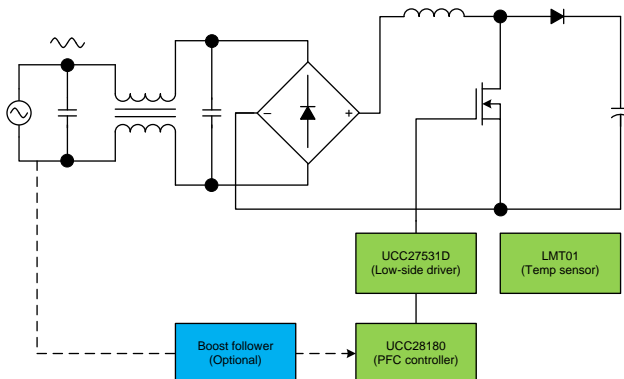 −
+
UCC27531D
(Low-side driver)
LMT01
(Temp sensor)
Boost follower
(Optional)
UCC28180
(PFC controller)